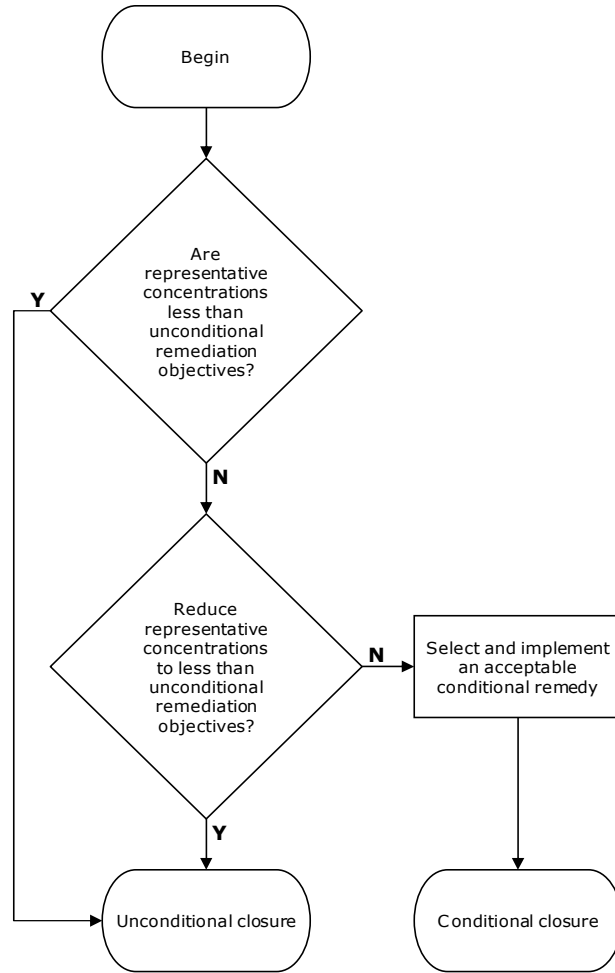 Begin
Are
representative
concentrations
less than
unconditional
remediation
objectives?
Y
N
Reduce
representative
concentrations
to less than
unconditional
remediation
objectives?
N
Select and implement
an acceptable
conditional remedy
Y
Unconditional closure
Conditional closure